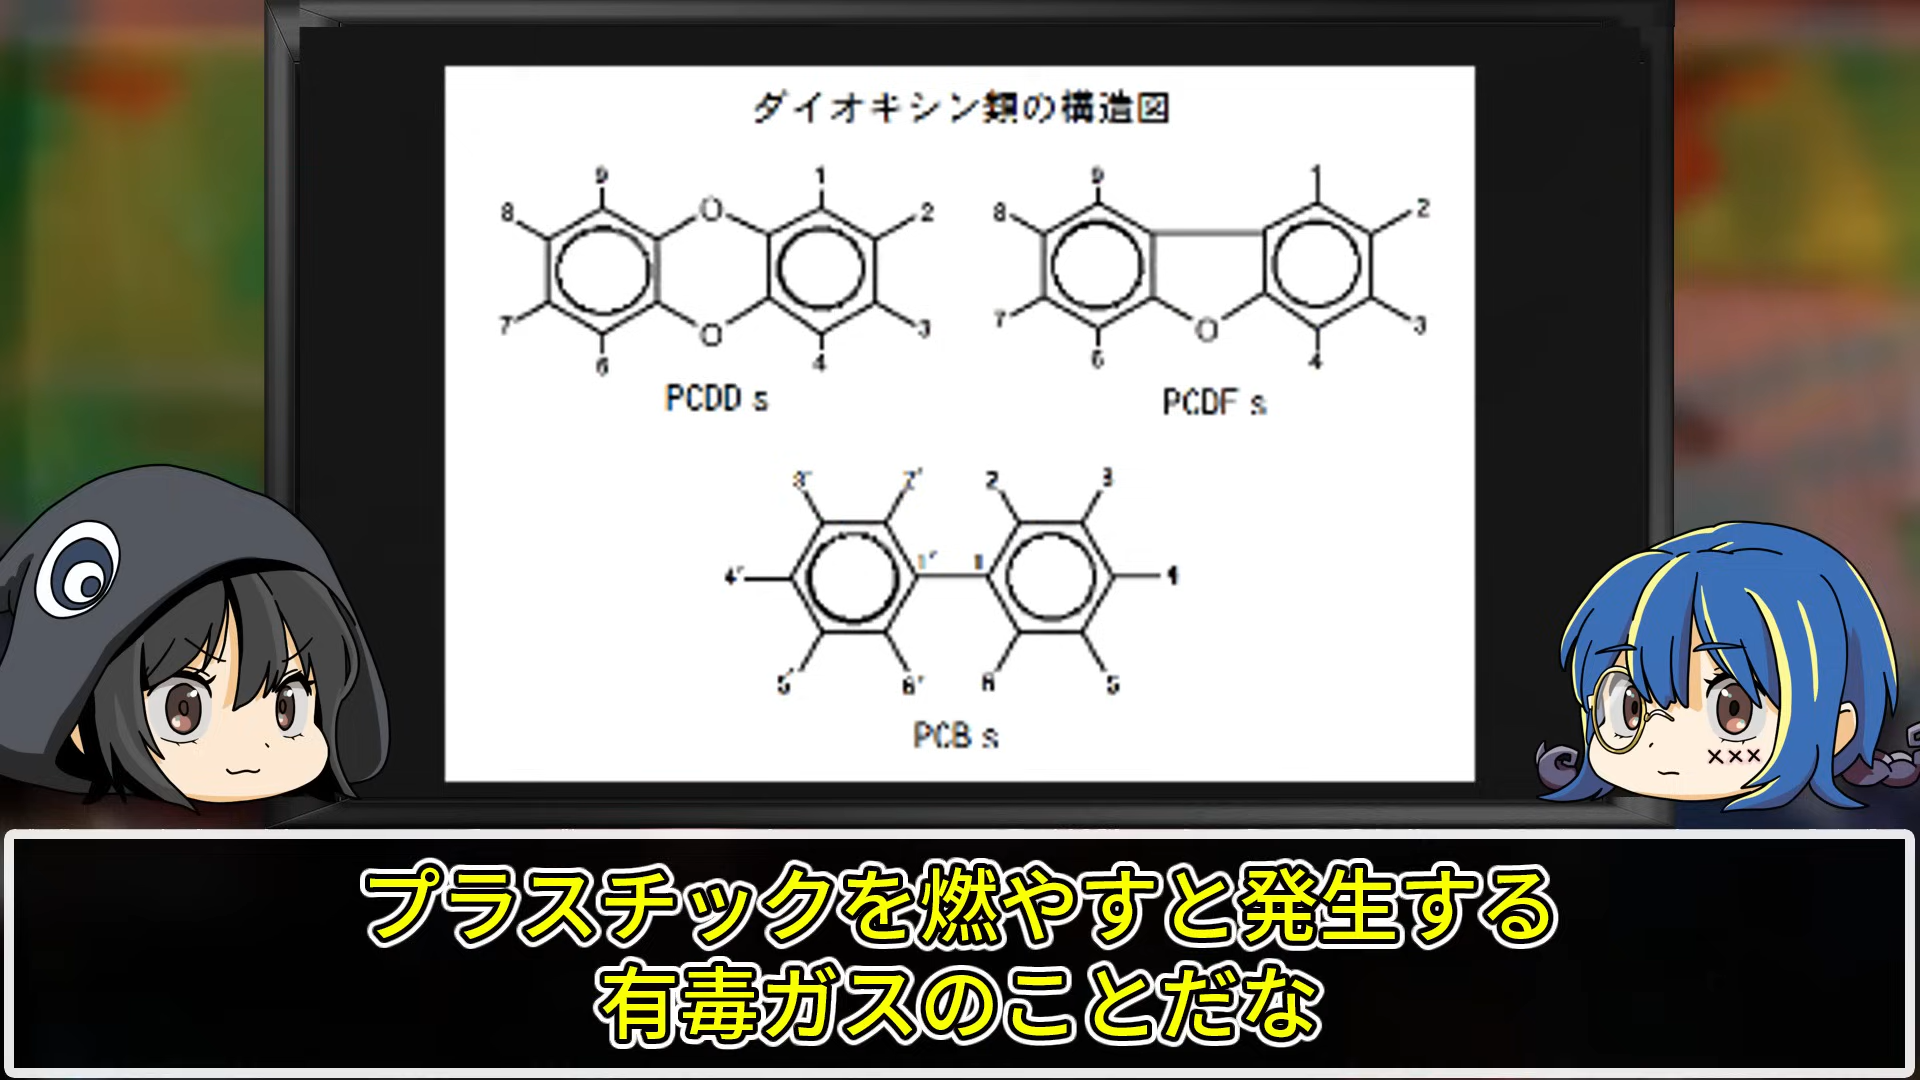 ダイオキシン類の構造図
9 1
8 O 2
7 O 3
6 4
PCDD s
9 1
8 2
7 O 3
6 4
PCDF s
3′ 2′ 2 3
4′ 1′ 1 4
5′ 6′ 6 5
PCB s
プラスチックを燃やすと発生する
有毒ガスのことだな
×××